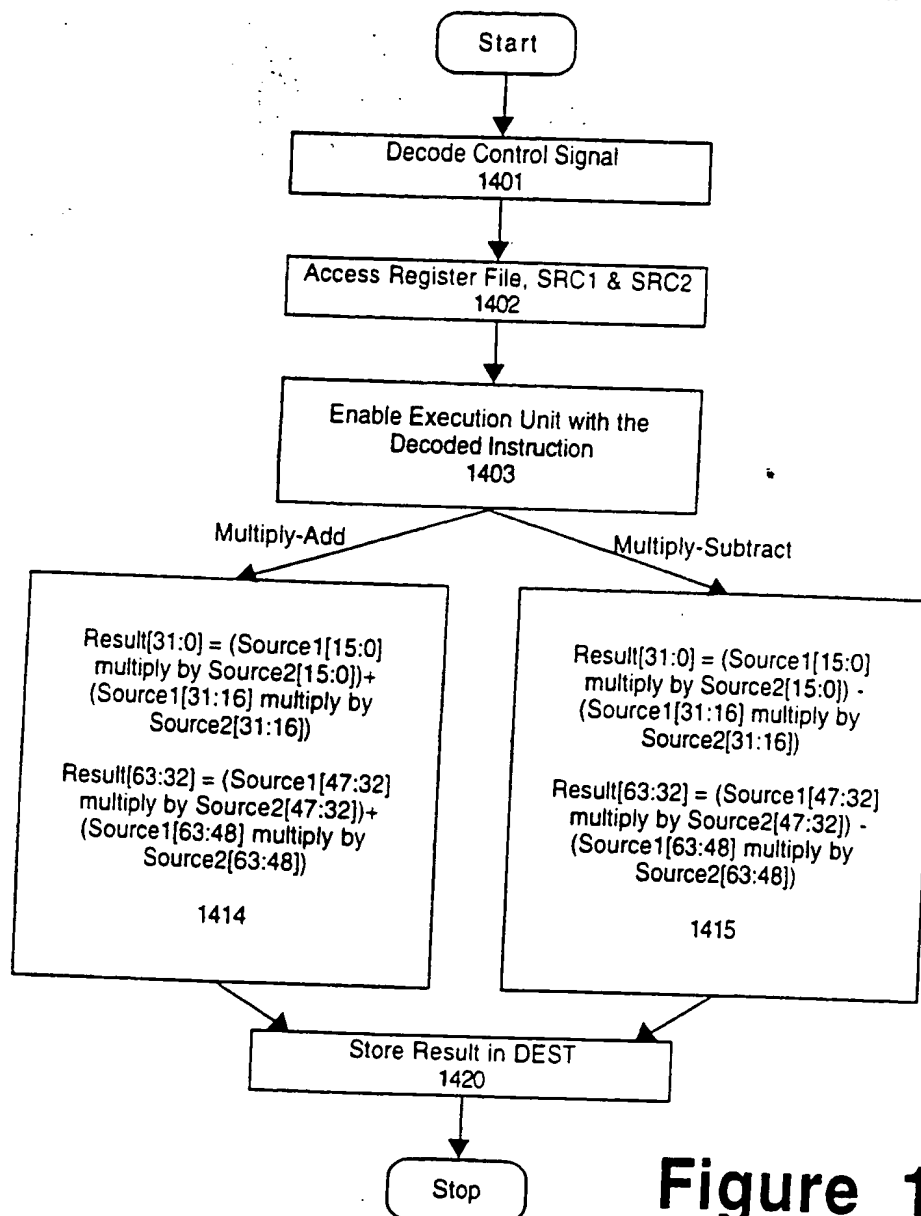 Start
Decode Control Signal
1401
Access Register File, SRC1 & SRC2
1402
Enable Execution Unit with the
Decoded Instruction
1403
Multiply-Add
Multiply-Subtract
Result[31:0] = (Source1[15:0]
multiply by Source2[15:0])+
(Source1[31:16] multiply by
Source2[31:16])
Result[63:32] = (Source1[47:32]
multiply by Source2[47:32])+
(Source1[63:48] multiply by
Source2[63:48])
1414
Result[31:0] = (Source1[15:0]
multiply by Source2[15:0]) -
(Source1[31:16] multiply by
Source2[31:16])
Result[63:32] = (Source1[47:32]
multiply by Source2[47:32]) -
(Source1[63:48] multiply by
Source2[63:48])
1415
Store Result in DEST
1420
Stop
Figure 1